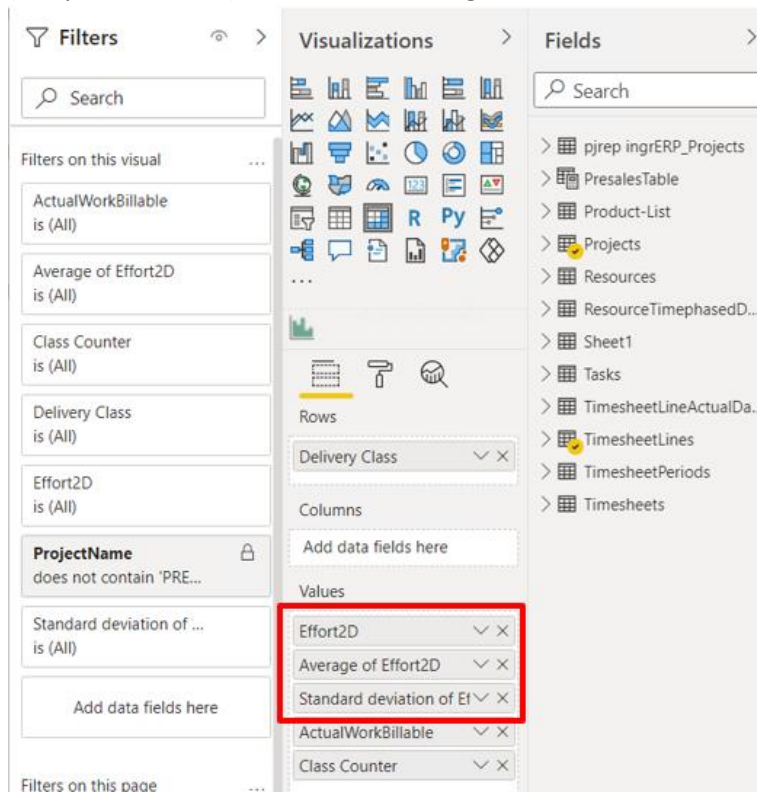 Filters
Search
Filters on this visual
...
ActualWorkBillable
is (All)
Average of Effort2D
is (All)
Class Counter
is (All)
Delivery Class
is (All)
Effort2D
is (All)
ProjectName
does not contain 'PRE...
Standard deviation of ...
is (All)
Add data fields here
Filters on this page
...
Visualizations
123
R
Py
...
Rows
Delivery Class
Columns
Add data fields here
Values
Effort2D
Average of Effort2D
Standard deviation of Ef
ActualWorkBillable
Class Counter
Fields
Search
pjrep ingrERP_Projects
PresalesTable
Product-List
Projects
Resources
ResourceTimephasedD...
Sheet1
Tasks
TimesheetLineActualDa...
TimesheetLines
TimesheetPeriods
Timesheets